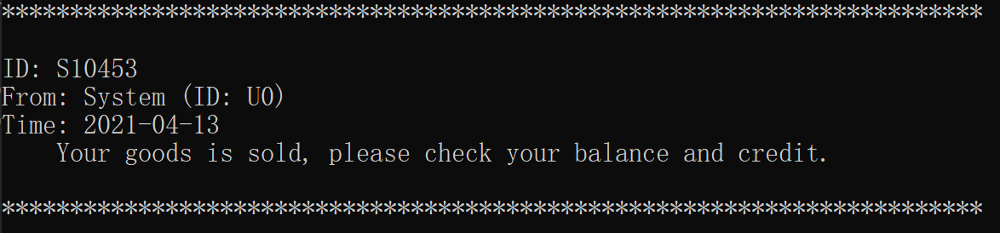 ************************************************************************
ID: S10453
From: System (ID: U0)
Time: 2021-04-13
Your goods is sold, please check your balance and credit.
************************************************************************